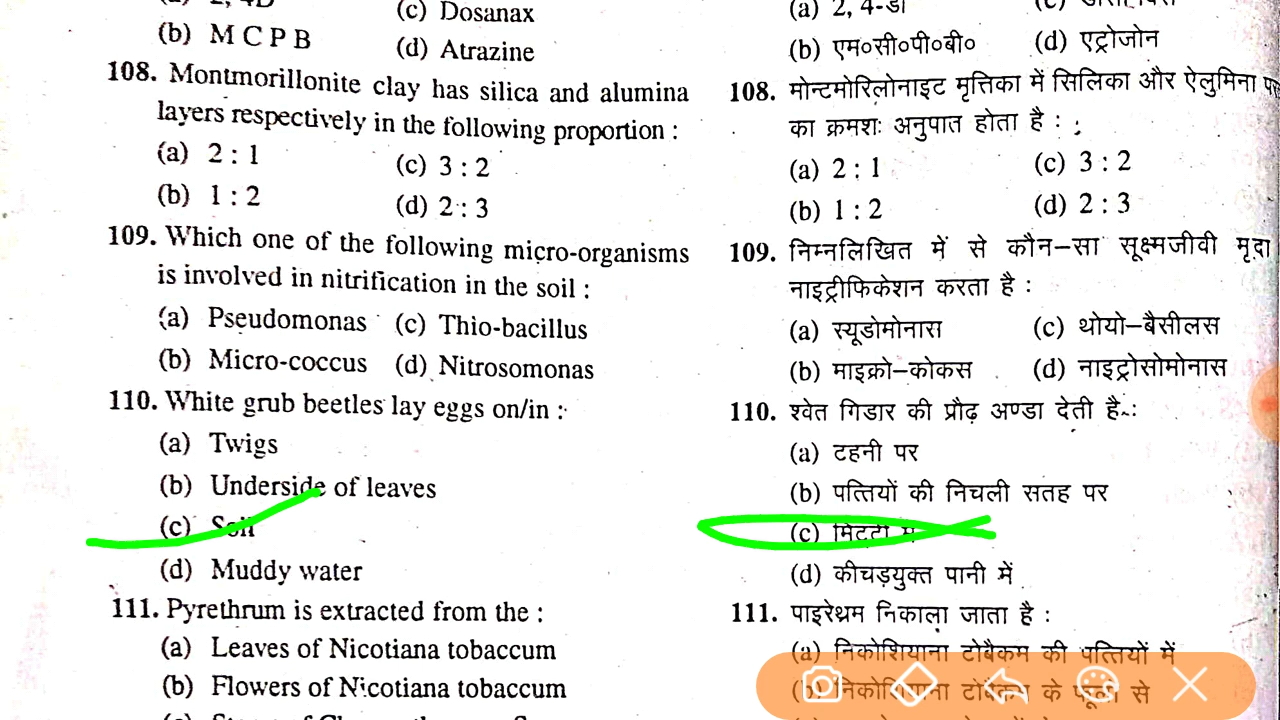 (c) Dosanax
(b) M C P B
(d) Atrazine
108. Montmorillonite clay has silica and alumina
layers respectively in the following proportion :
(a) 2 : 1
(c) 3 : 2
(b) 1 : 2
(d) 2 : 3
109. Which one of the following micro-organisms
is involved in nitrification in the soil :
(a) Pseudomonas (c) Thio-bacillus
(b) Micro-coccus (d) Nitrosomonas
110. White grub beetles lay eggs on/in :
(a) Twigs
(b) Underside of leaves
(c) Soil
(d) Muddy water
111. Pyrethrum is extracted from the :
(a) Leaves of Nicotiana tobaccum
(b) Flowers of Nicotiana tobaccum
(a) 2, 4-डी
(b) एम०सी०पी०बी०
(d) एट्रोजोन
108. मोन्टमोरिलोनाइट मृत्तिका में सिलिका और ऐलुमिना
का क्रमशः अनुपात होता है :
(a) 2 : 1
(c) 3 : 2
(b) 1 : 2
(d) 2 : 3
109. निम्नलिखित में से कौन-सा सूक्ष्मजीवी मृदा
नाइट्रीफिकेशन करता है :
(a) स्यूडोमोनास
(c) थोयो-बैसीलस
(b) माइक्रो-कोकस
(d) नाइट्रोसोमोनास
110. श्वेत गिडार की प्रौढ़ अण्डा देती है :
(a) टहनी पर
(b) पत्तियों की निचली सतह पर
(c) मिट्टी में
(d) कीचड़युक्त पानी में
111. पाइरेथ्रम निकाला जाता है :
(a) निकोशियाना टोबैकम की पत्तियों में
(b) निकोशियाना टोबैकम के फूलों से